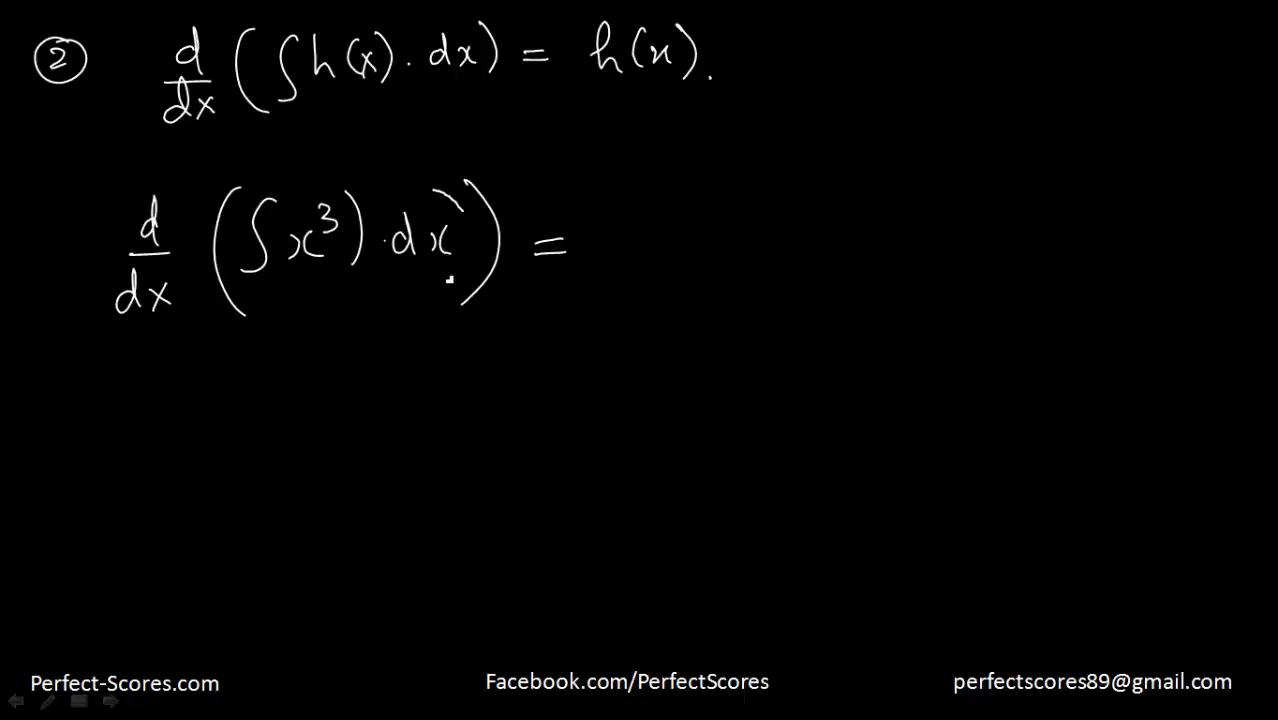 ② d/dx (∫h(x) . dx) = h(x).
d/dx (∫x³) . dx) =
Perfect-Scores.com Facebook.com/PerfectScores perfectscores89@gmail.com